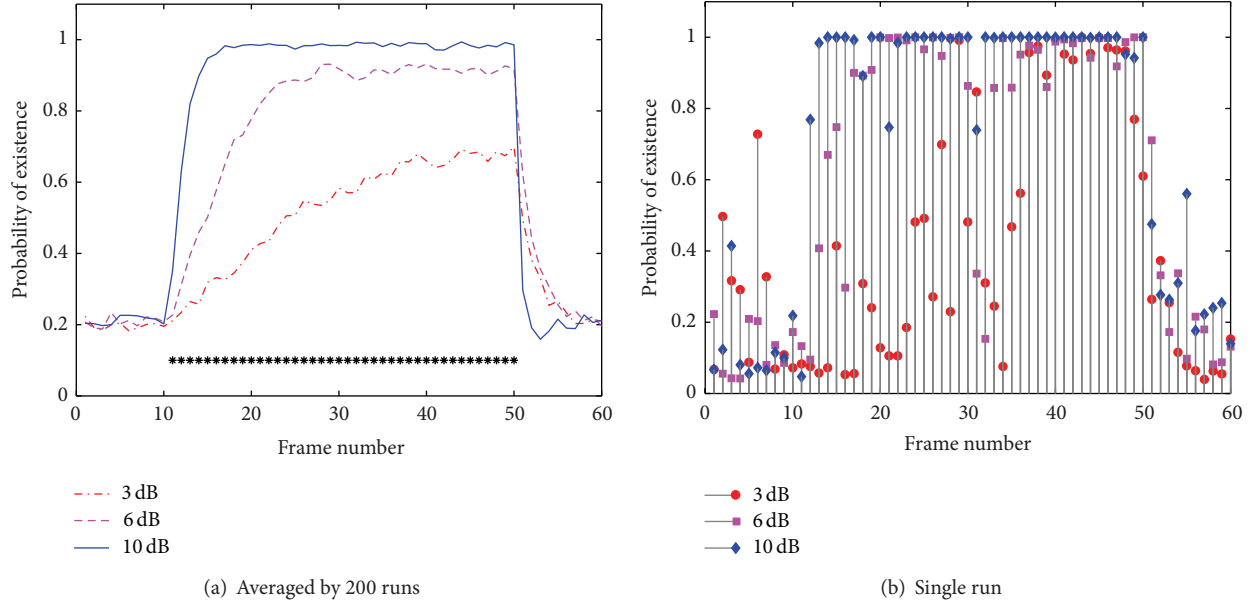 1
0.8
0.6
0.4
0.2
0
Probability of existence
0 10 20 30 40 50 60
Frame number
3 dB
6 dB
10 dB
(a) Averaged by 200 runs
1
0.8
0.6
0.4
0.2
0
Probability of existence
0 10 20 30 40 50 60
Frame number
3 dB
6 dB
10 dB
(b) Single run